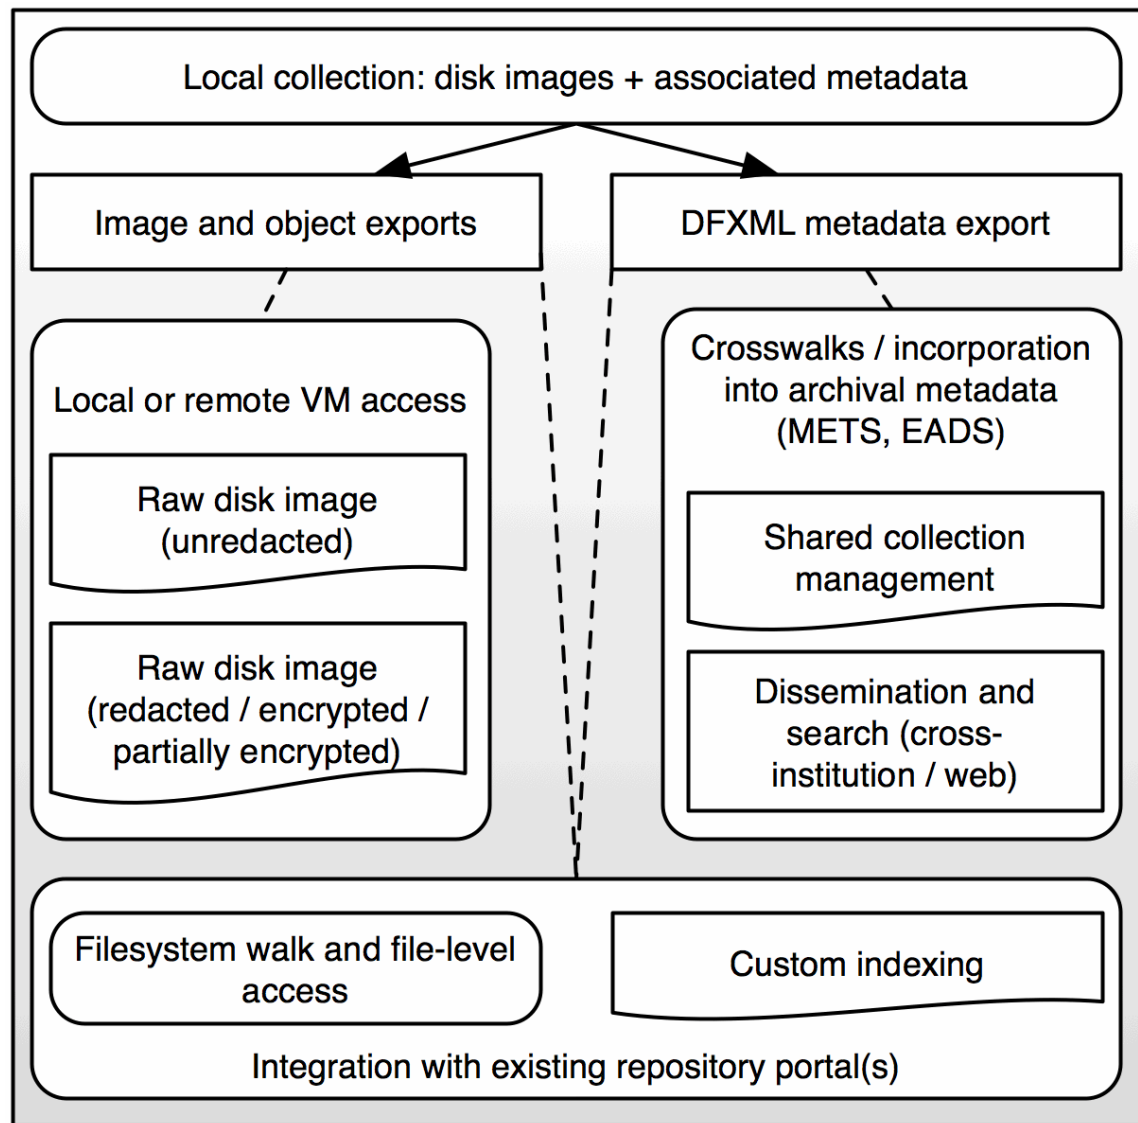 Local collection: disk images + associated metadata
Image and object exports
DFXML metadata export
Local or remote VM access
Raw disk image
(unredacted)
Raw disk image
(redacted / encrypted /
partially encrypted)
Crosswalks / incorporation
into archival metadata
(METS, EADS)
Shared collection
management
Dissemination and
search (cross-
institution / web)
Filesystem walk and file-level
access
Custom indexing
Integration with existing repository portal(s)